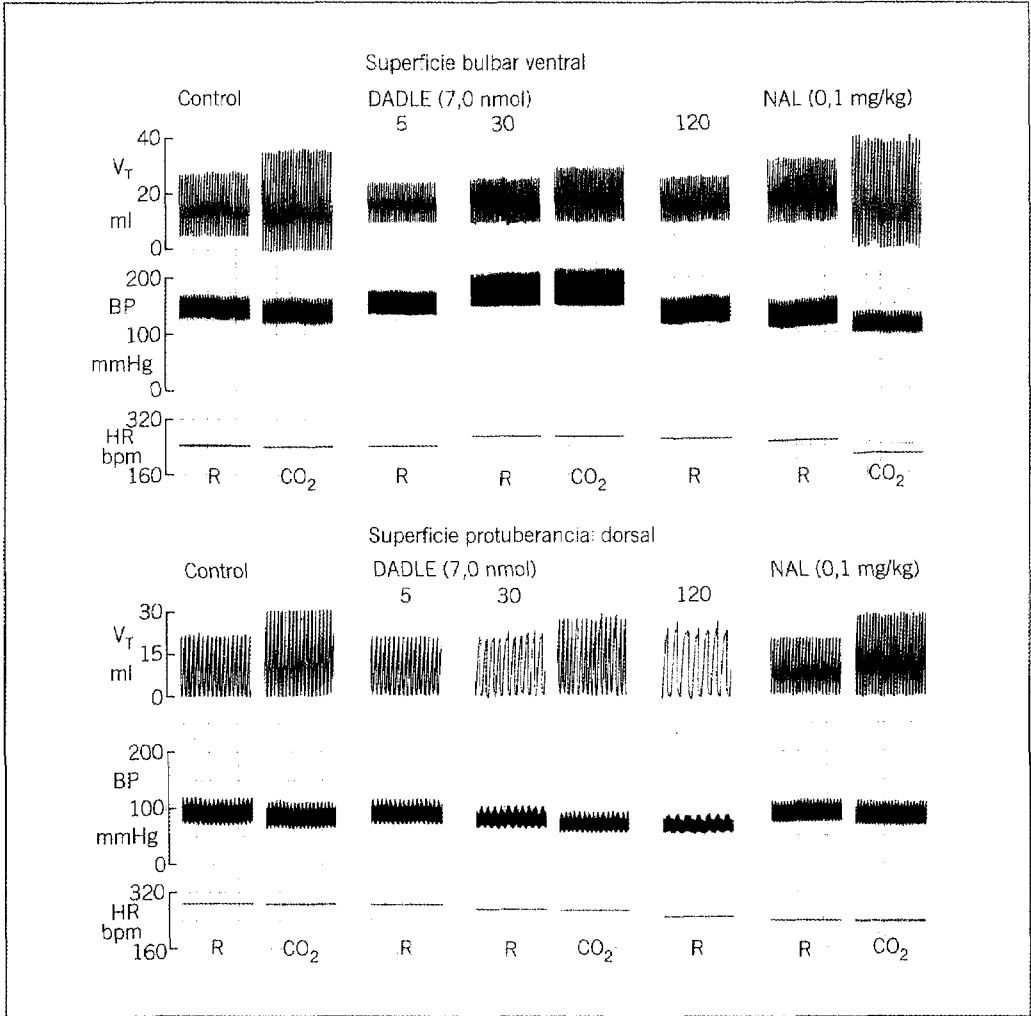 Superficie bulbar ventral
Control DADLE (7,0 nmol) NAL (0,1 mg/kg)
5 30 120
40
V_T
20
ml
0
200
BP
100
mmHg
0
320
HR
bpm
160
R CO₂ R R CO₂ R R CO₂
Superficie protuberancia: dorsal
Control DADLE (7,0 nmol) NAL (0,1 mg/kg)
5 30 120
30
V_T
15
ml
0
200
BP
100
mmHg
0
320
HR
bpm
160
R CO₂ R R CO₂ R R CO₂